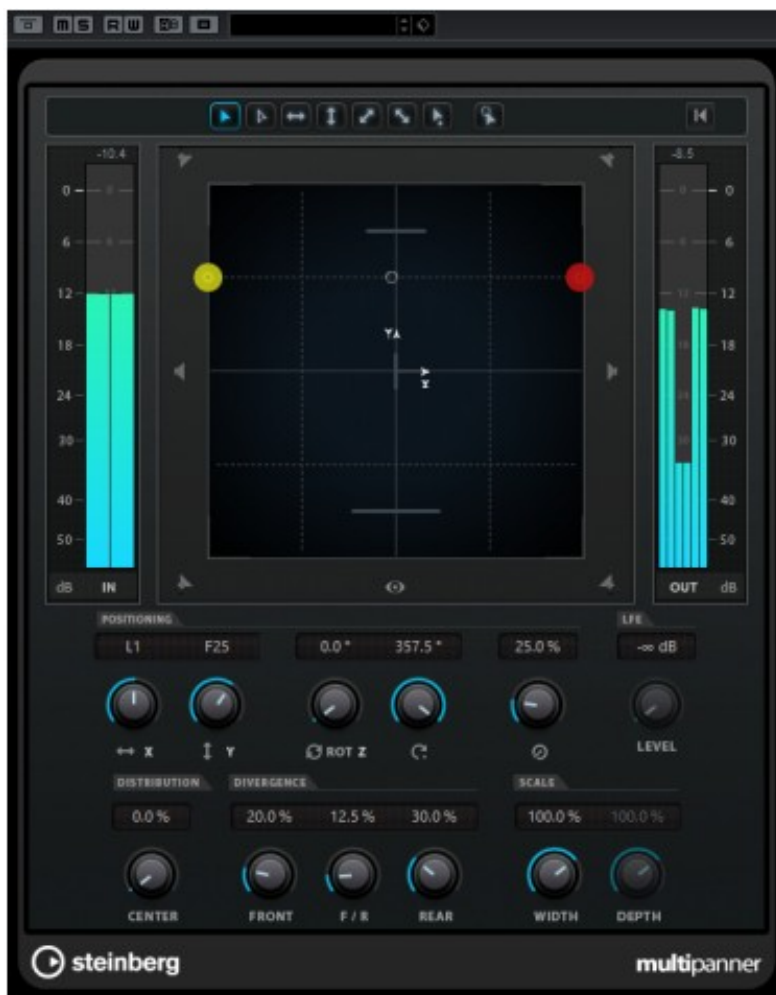 M S R W
-10.4
-8.5
0 0 0 0
6 6
12 12
18 18
24 24
30 30
40 40
50 50
dB IN OUT dB
POSITIONING LFE
L1 F25 0.0 ° 357.5 ° 25.0 % -∞ dB
X Y ROT Z LEVEL
DISTRIBUTION DIVERGENCE SCALE
0.0 % 20.0 % 12.5 % 30.0 % 100.0 % 100.0 %
CENTER FRONT F / R REAR WIDTH DEPTH
steinberg multipanner